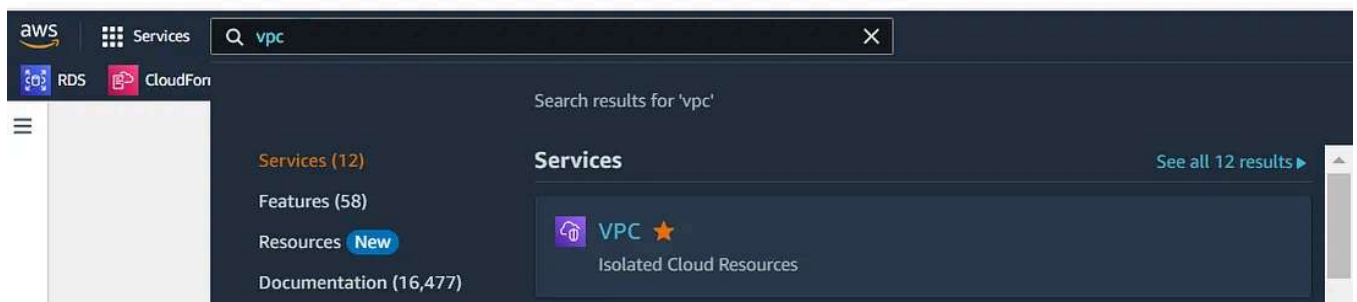 aws Services vpc
RDS CloudForm
Search results for 'vpc'
Services (12)
Features (58)
Resources New
Documentation (16,477)
Services See all 12 results
VPC
Isolated Cloud Resources